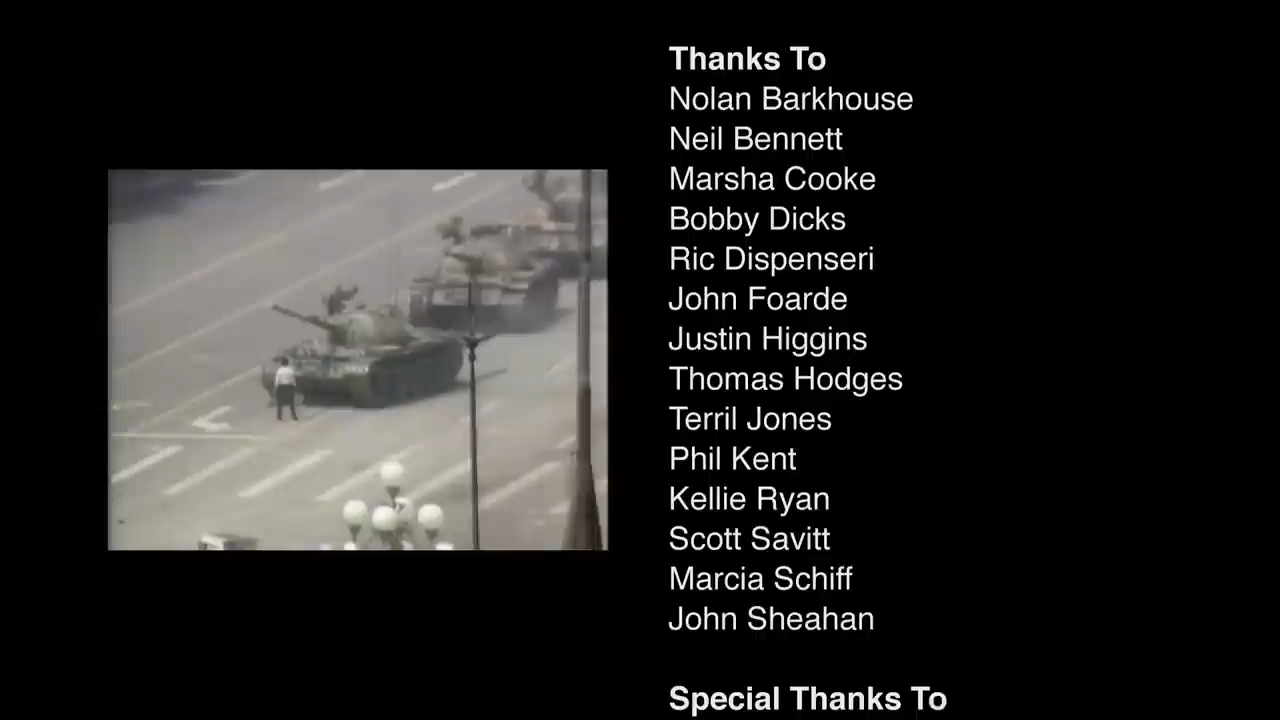 Thanks To
Nolan Barkhouse
Neil Bennett
Marsha Cooke
Bobby Dicks
Ric Dispenseri
John Foarde
Justin Higgins
Thomas Hodges
Terril Jones
Phil Kent
Kellie Ryan
Scott Savitt
Marcia Schiff
John Sheahan
Special Thanks To